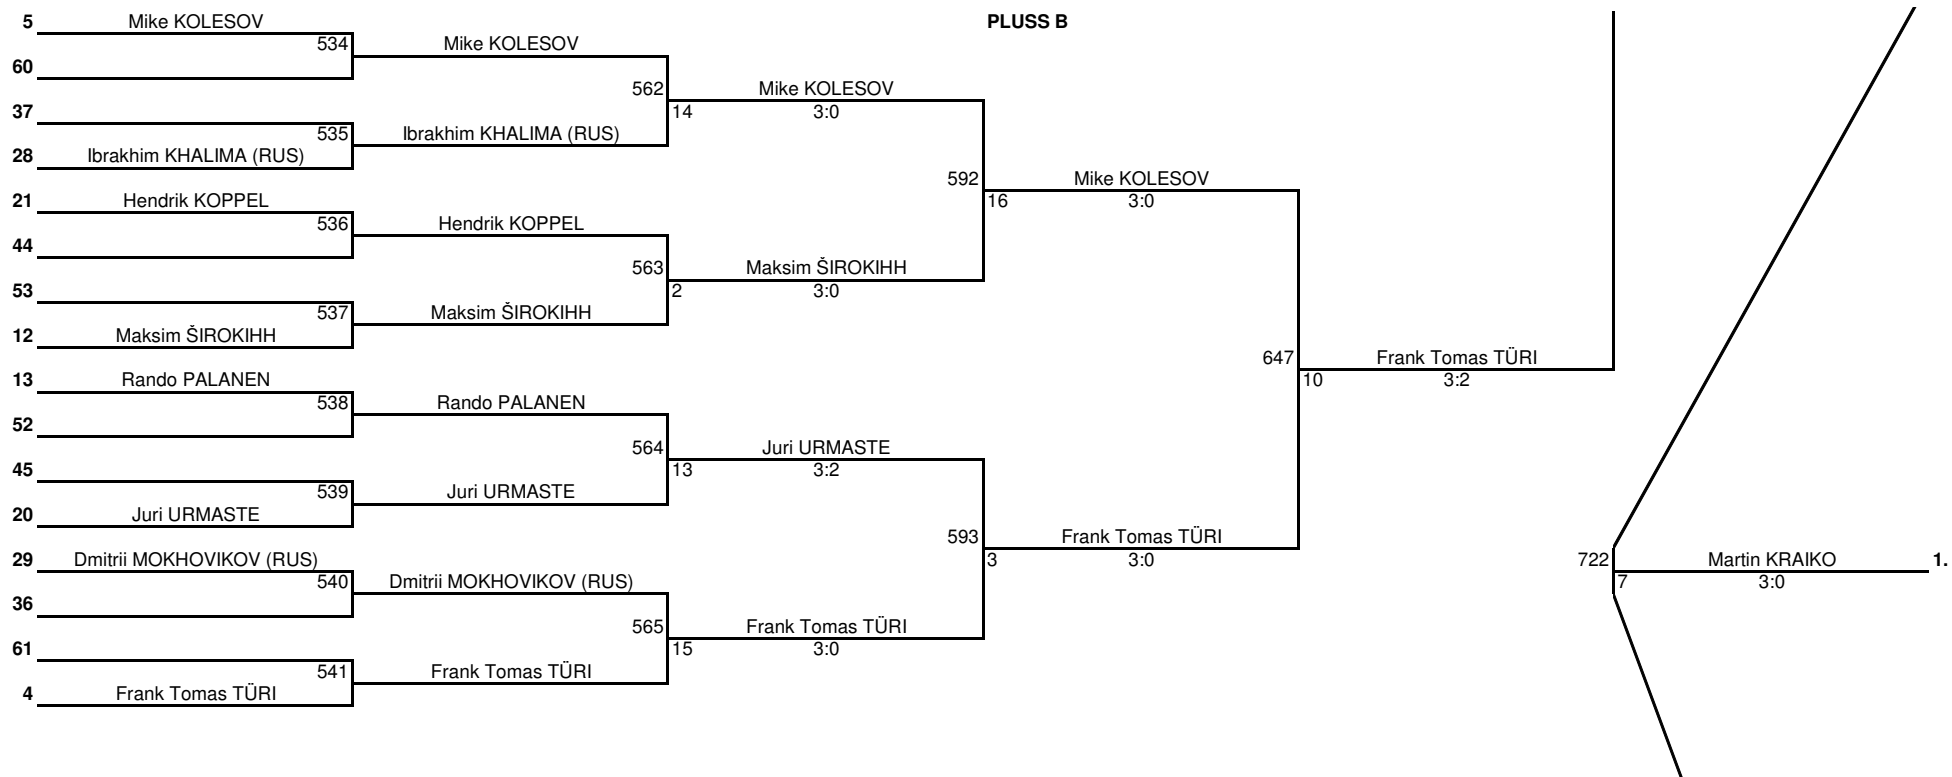 5 Mike KOLESOV PLUSS B
534 Mike KOLESOV
60
562 Mike KOLESOV
37 14 3:0
535 Ibrakhim KHALIMA (RUS)
28 Ibrakhim KHALIMA (RUS)
592 Mike KOLESOV
21 Hendrik KOPPEL 16 3:0
536 Hendrik KOPPEL
44
563 Maksim ŠIROKIHH
53 2 3:0
537 Maksim ŠIROKIHH
12 Maksim ŠIROKIHH
647 Frank Tomas TÜRI
13 Rando PALANEN 10 3:2
538 Rando PALANEN
52
564 Juri URMASTE
45 13 3:2
539 Juri URMASTE
20 Juri URMASTE
593 Frank Tomas TÜRI
29 Dmitrii MOKHOVIKOV (RUS) 3 3:0 722 Martin KRAIKO 1.
540 Dmitrii MOKHOVIKOV (RUS) 7 3:0
36
565 Frank Tomas TÜRI
61 15 3:0
541 Frank Tomas TÜRI
4 Frank Tomas TÜRI